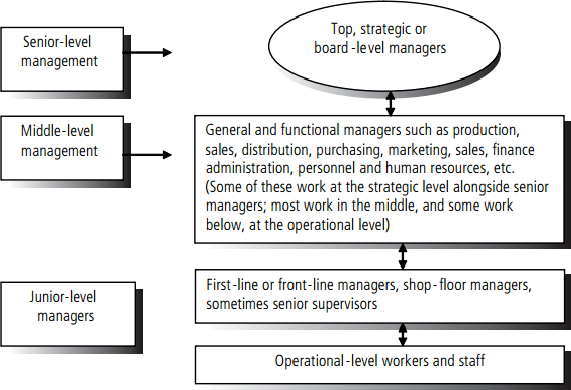 Senior-level
management
Top, strategic or
board-level managers
Middle-level
management
General and functional managers such as production,
sales, distribution, purchasing, marketing, sales, finance
administration, personnel and human resources, etc.
(Some of these work at the strategic level alongside senior
managers; most work in the middle, and some work
below, at the operational level)
Junior-level
managers
First-line or front-line managers, shop-floor managers,
sometimes senior supervisors
Operational-level workers and staff